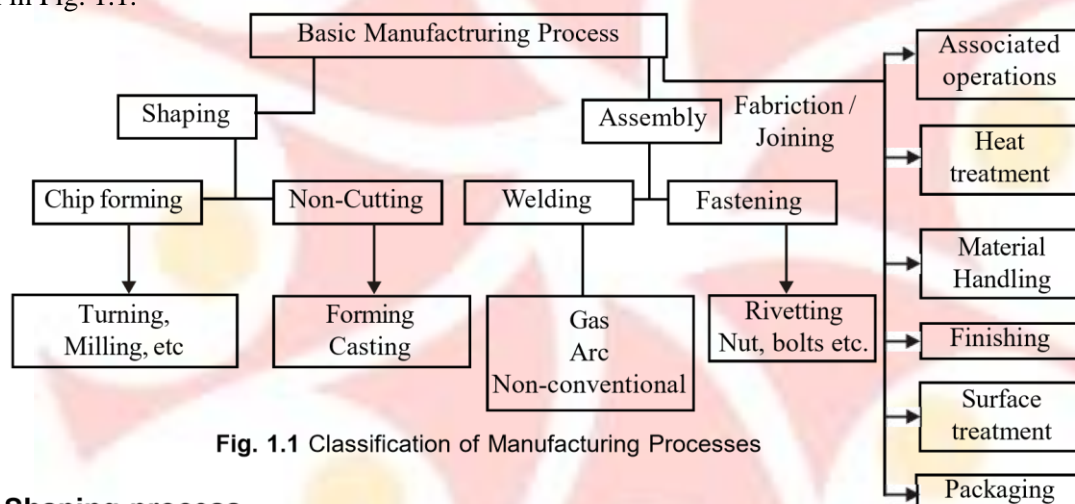 in Fig. 1.1.
Basic Manufactruring Process
Shaping
Assembly
Fabriction /
Joining
Chip forming
Non-Cutting
Welding
Fastening
Turning,
Milling, etc
Forming
Casting
Gas
Arc
Non-conventional
Rivetting
Nut, bolts etc.
Associated
operations
Heat
treatment
Material
Handling
Finishing
Surface
treatment
Packaging
Fig. 1.1 Classification of Manufacturing Processes
Shaping process